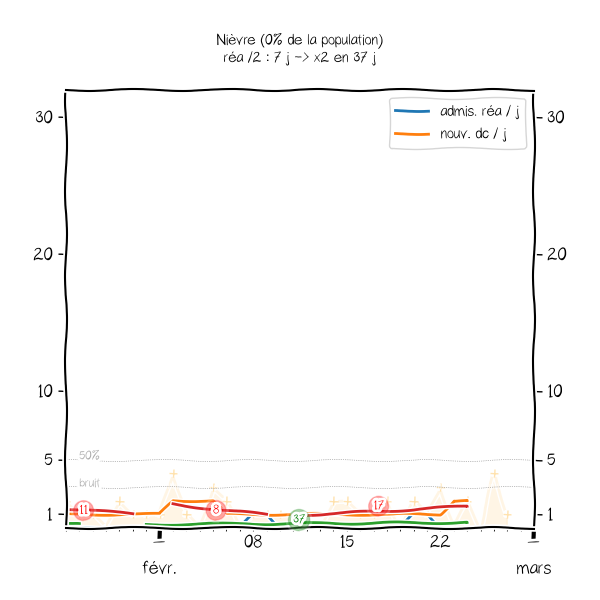 Nièvre (0% de la population)
réa /2 : 7 j -> x2 en 37 j
admis. réa / j
nouv. dc / j
30
30
20
20
10
10
5
50%
5
bruit
1
11
8
37
17
1
08
15
22
févr.
mars